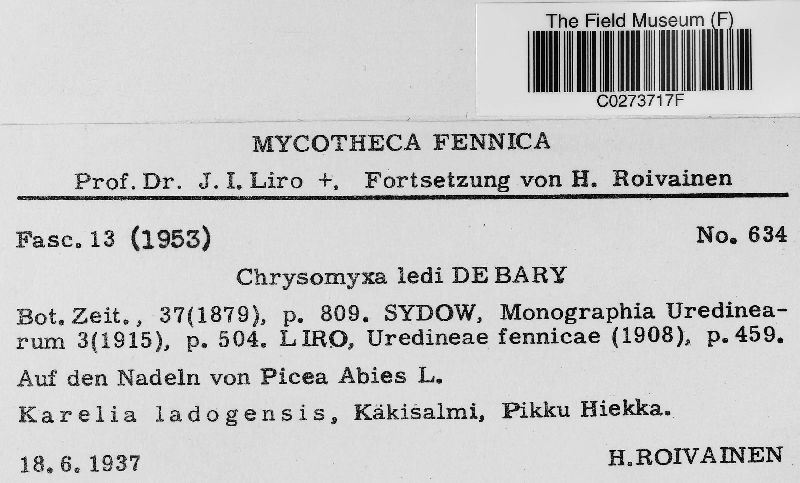 The Field Museum (F)
C0273717F
MYCOTHECA FENNICA
Prof. Dr. J. I. Liro +. Fortsetzung von H. Roivainen
Fasc. 13 (1953)
No. 634
Chrysomyxa ledi DE BARY
Bot. Zeit., 37(1879), p. 809. SYDOW, Monographia Uredinea-
rum 3(1915), p. 504. LIRO, Uredineae fennicae (1908), p. 459.
Auf den Nadeln von Picea Abies L.
Karelia ladogensis, Käkisalmi, Pikku Hiekka.
18. 6. 1937
H. ROIVAINEN